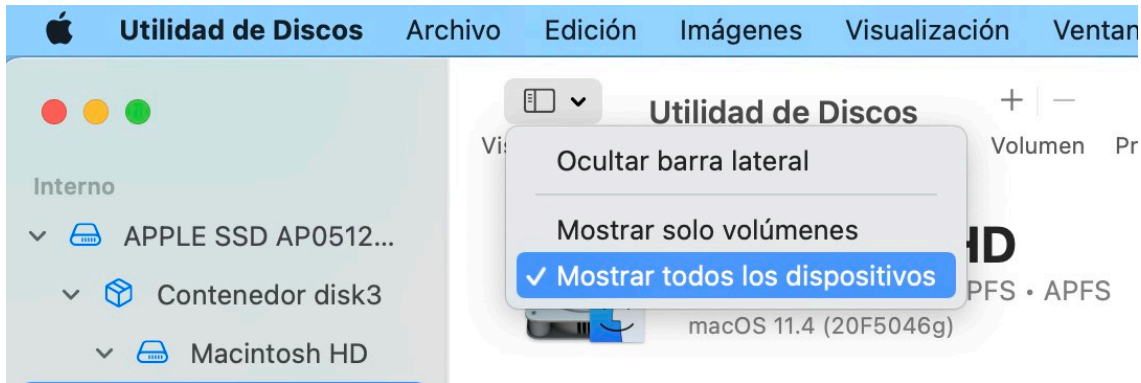 Utilidad de Discos Archivo Edición Imágenes Visualización
Utilidad de Discos
Volumen
Ocultar barra lateral
Mostrar solo volúmenes
Mostrar todos los dispositivos
Interno
APPLE SSD AP0512...
Contenedor disk3
Macintosh HD
HD
APFS
macOS 11.4 (20F5046g)